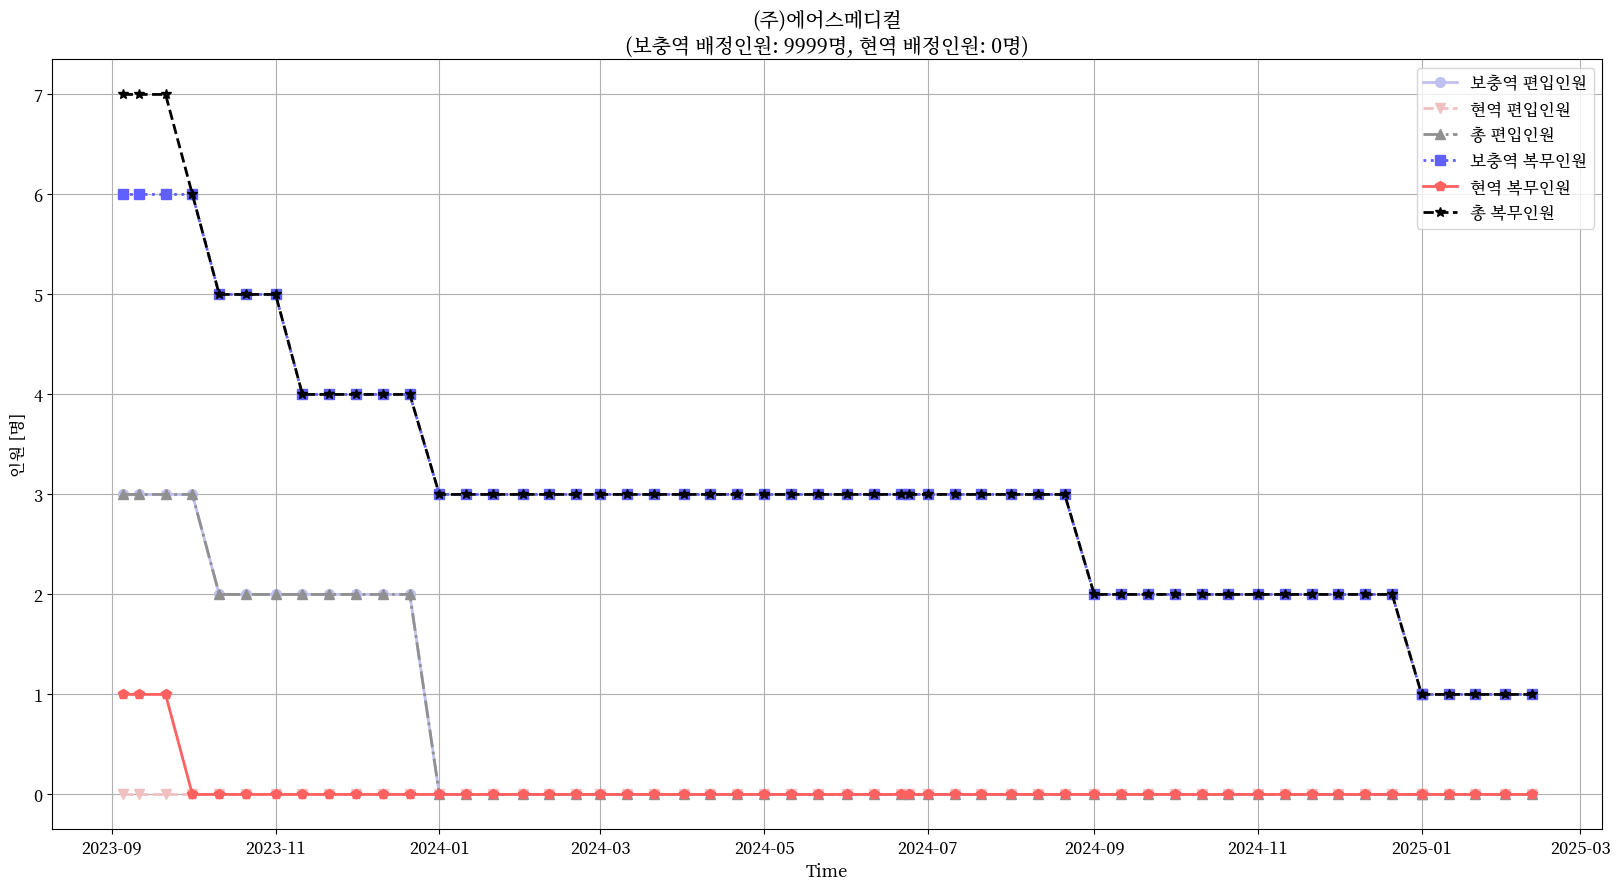 (주)에어스메디컬
(보충역 배정인원: 9999명, 현역 배정인원: 0명)
보충역 편입인원
현역 편입인원
총 편입인원
보충역 복무인원
현역 복무인원
총 복무인원
인원 [명]
7
6
5
4
3
2
1
0
2023-09 2023-11 2024-01 2024-03 2024-05 2024-07 2024-09 2024-11 2025-01 2025-03
Time